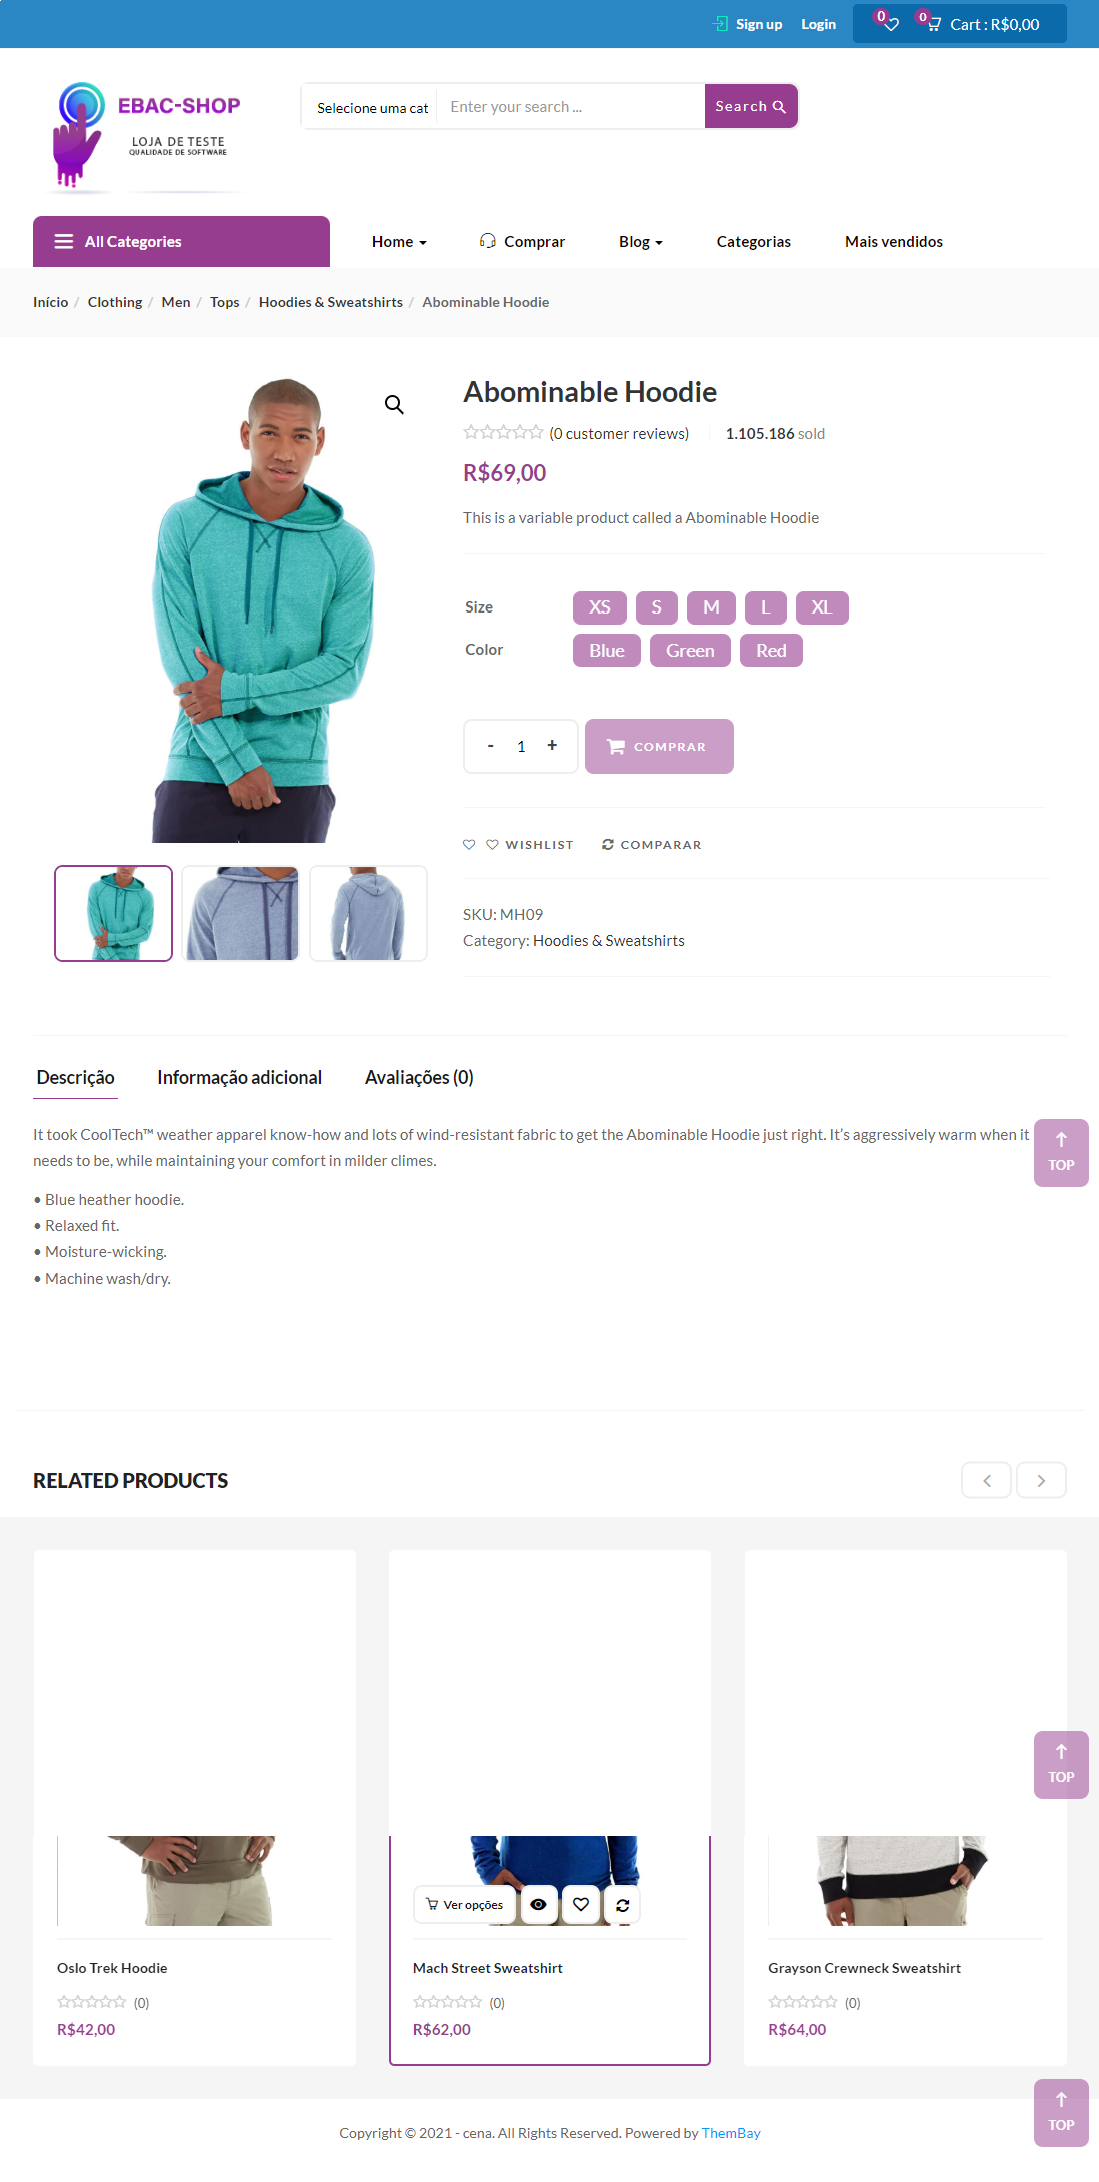 Sign up
Login
0
0
Cart : R$0,00
EBAC-SHOP
LOJA DE TESTE
QUALIDADE DE SOFTWARE
Selecione uma cat
Enter your search ...
Search
All Categories
Home
Comprar
Blog
Categorias
Mais vendidos
Início / Clothing / Men / Tops / Hoodies & Sweatshirts / Abominable Hoodie
Abominable Hoodie
(0 customer reviews)
1.105.186 sold
R$69,00
This is a variable product called a Abominable Hoodie
Size
XS
S
M
L
XL
Color
Blue
Green
Red
- 1 +
COMPRAR
WISHLIST
COMPARAR
SKU: MH09
Category: Hoodies & Sweatshirts
Descrição
Informação adicional
Avaliações (0)
It took CoolTech™ weather apparel know-how and lots of wind-resistant fabric to get the Abominable Hoodie just right. It’s aggressively warm when it
needs to be, while maintaining your comfort in milder climes.
TOP
• Blue heather hoodie.
• Relaxed fit.
• Moisture-wicking.
• Machine wash/dry.
RELATED PRODUCTS
TOP
Ver opções
Oslo Trek Hoodie
(0)
R$42,00
Mach Street Sweatshirt
(0)
R$62,00
Grayson Crewneck Sweatshirt
(0)
R$64,00
TOP
Copyright © 2021 - cena. All Rights Reserved. Powered by ThemBay